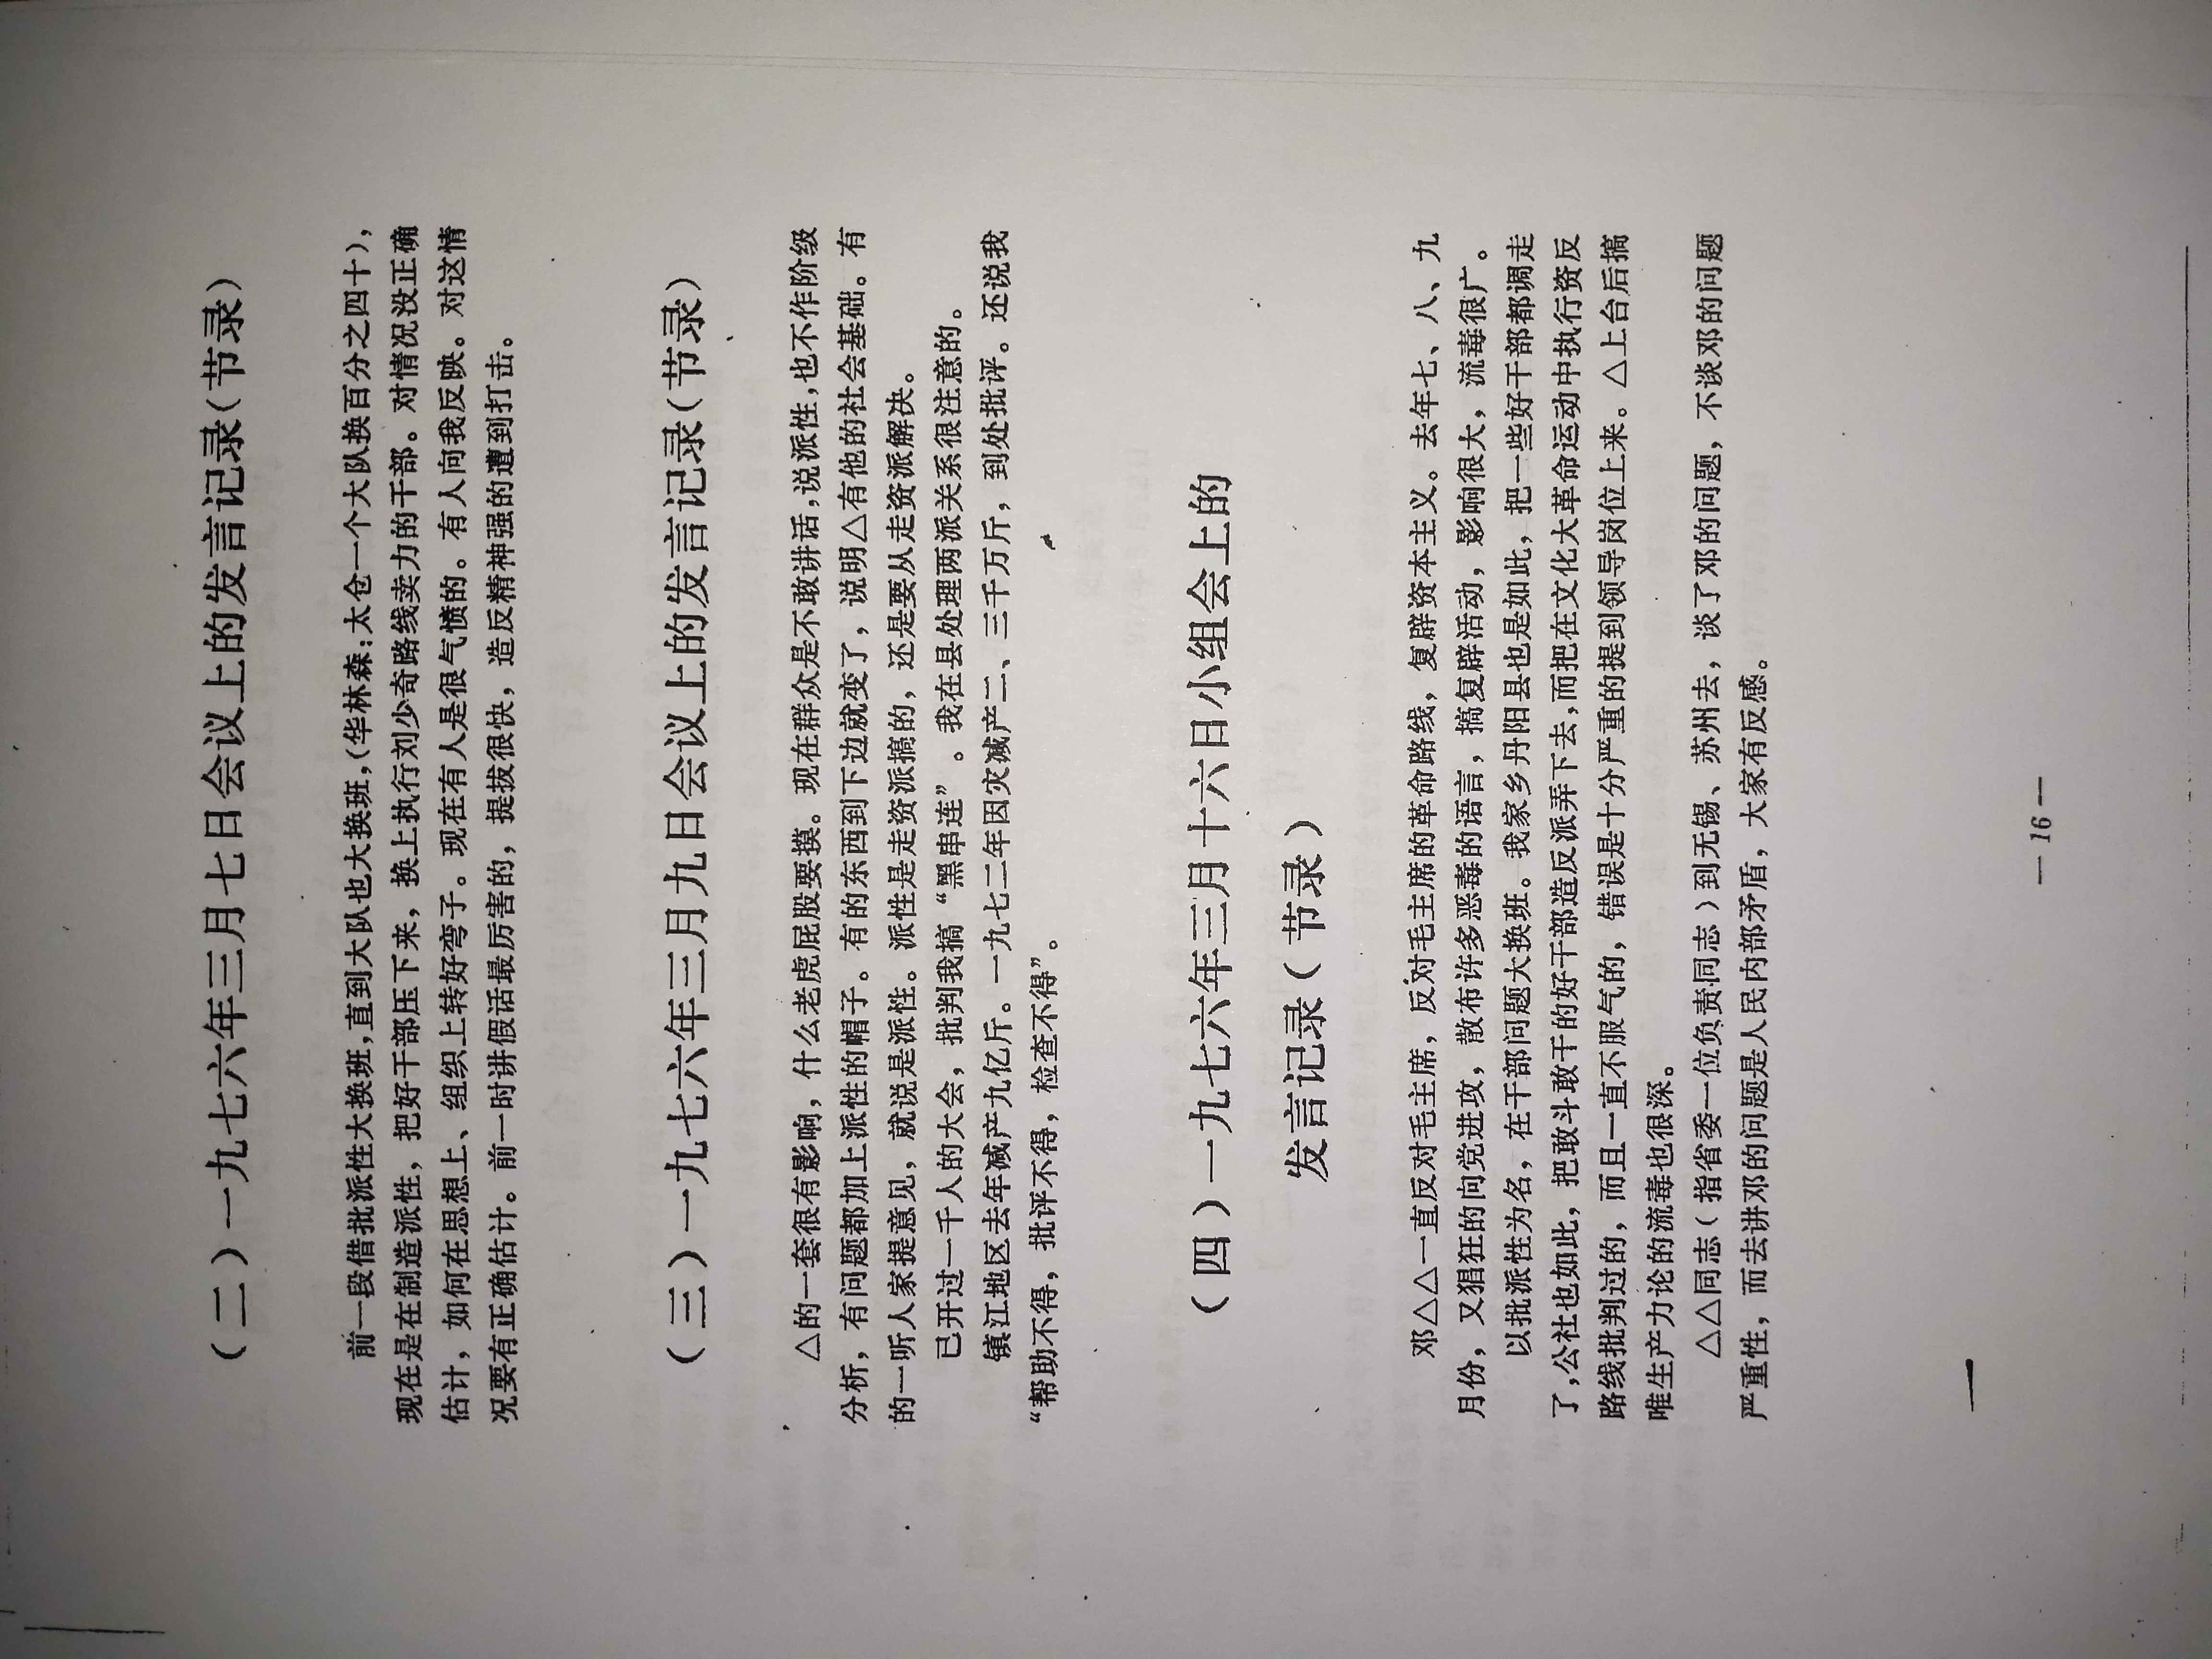 （二）一九七六年三月七日会议上的发言记录（节录）
前一段借批派性大换班，直到大队也大换班，（华林森：太仓一个大队换百分之四十），
现在是在制造派性，把好干部压下来，换上执行刘少奇路线卖力的干部。对情况没正确
估计，如何在思想上、组织上转好弯子。现在有人是很气愤的。有人向我反映。对这情
况要有正确估计。前一时讲假话最厉害的，提拔很快，造反精神强的遭到打击。
（三）一九七六年三月九日会议上的发言记录（节录）
△的一套很有影响，什么老虎屁股要摸。现在群众是不敢讲话，说派性，也不作阶级
分析，有问题都加上派性的帽子。有的东西到下边就变了，说明△有他的社会基础。有
的一听人家提意见，就说是派性。派性是走资派搞的，还是要从走资派解决。
已开过一千人的大会，批判我搞“黑串连”。我在县处理两派关系很注意的。
镇江地区去年减产九亿斤。一九七二年因灾减产二、三千万斤，到处批评。还说我
“帮助不得，批评不得，检查不得”。
（四）一九七六年三月十六日小组会上的
发言记录（节录）
邓△△一直反对毛主席，反对毛主席的革命路线，复辟资本主义。去年七、八、九
月份，又猖狂的向党进攻，散布许多恶毒的语言，搞复辟活动，影响很大，流毒很广。
以批派性为名，在干部问题大换班。我家乡丹阳县也是如此，把一些好干部都调走
了，公社也如此，把敢斗敢干的好干部造反派弄下去，而把在文化大革命运动中执行资反
路线批判过的，而且一直不服气的，错误是十分严重的提到领导岗位上来。△上台后搞
唯生产力论的流毒也很深。
△△同志（指省委一位负责同志）到无锡、苏州去，谈了邓的问题，不谈邓的问题
严重性，而去讲邓的问题是人民内部矛盾，大家有反感。
— 16 —